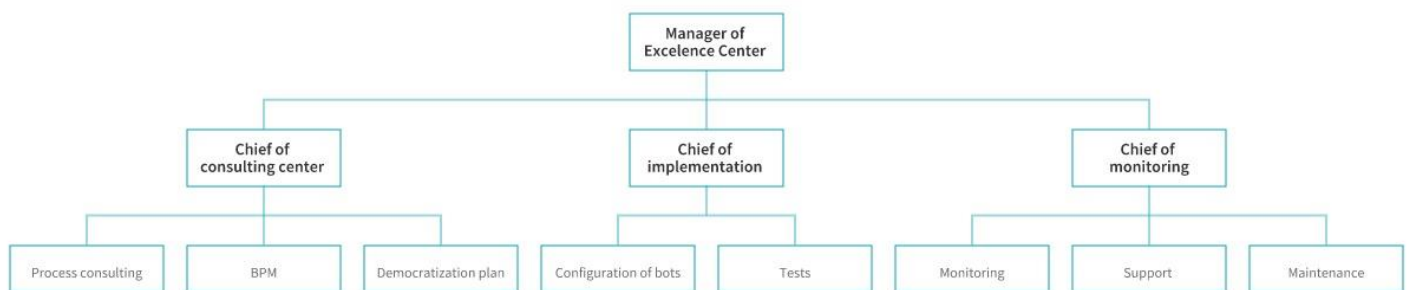 Manager of
Excelence Center
Chief of
consulting center
Chief of
implementation
Chief of
monitoring
Process consulting
BPM
Democratization plan
Configuration of bots
Tests
Monitoring
Support
Maintenance